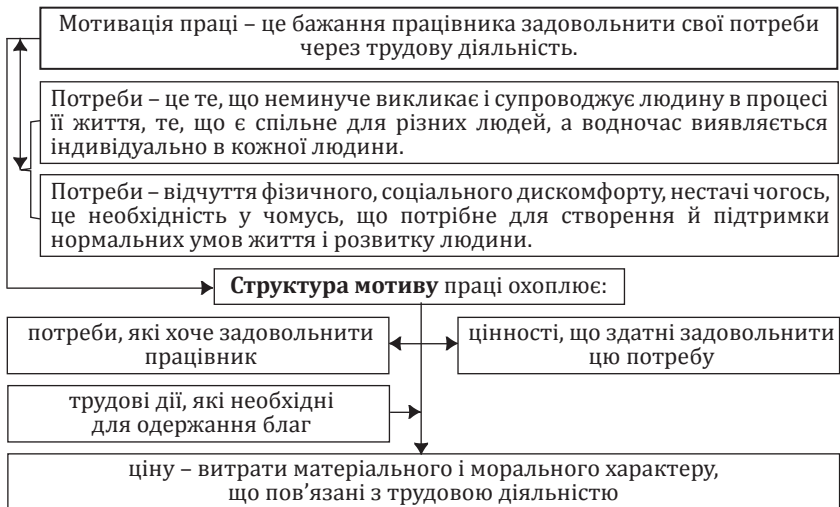 Мотивація праці – це бажання працівника задовольнити свої потреби
через трудову діяльність.
Потреби – це те, що неминуче викликає і супроводжує людину в процесі
її життя, те, що є спільне для різних людей, а водночас виявляється
індивідуально в кожної людини.
Потреби – відчуття фізичного, соціального дискомфорту, нестачі чогось,
це необхідність у чомусь, що потрібне для створення й підтримки
нормальних умов життя і розвитку людини.
Структура мотиву праці охоплює:
потреби, які хоче задовольнити
працівник
цінності, що здатні задовольнити
цю потребу
трудові дії, які необхідні
для одержання благ
ціну – витрати матеріального і морального характеру,
що пов’язані з трудовою діяльністю